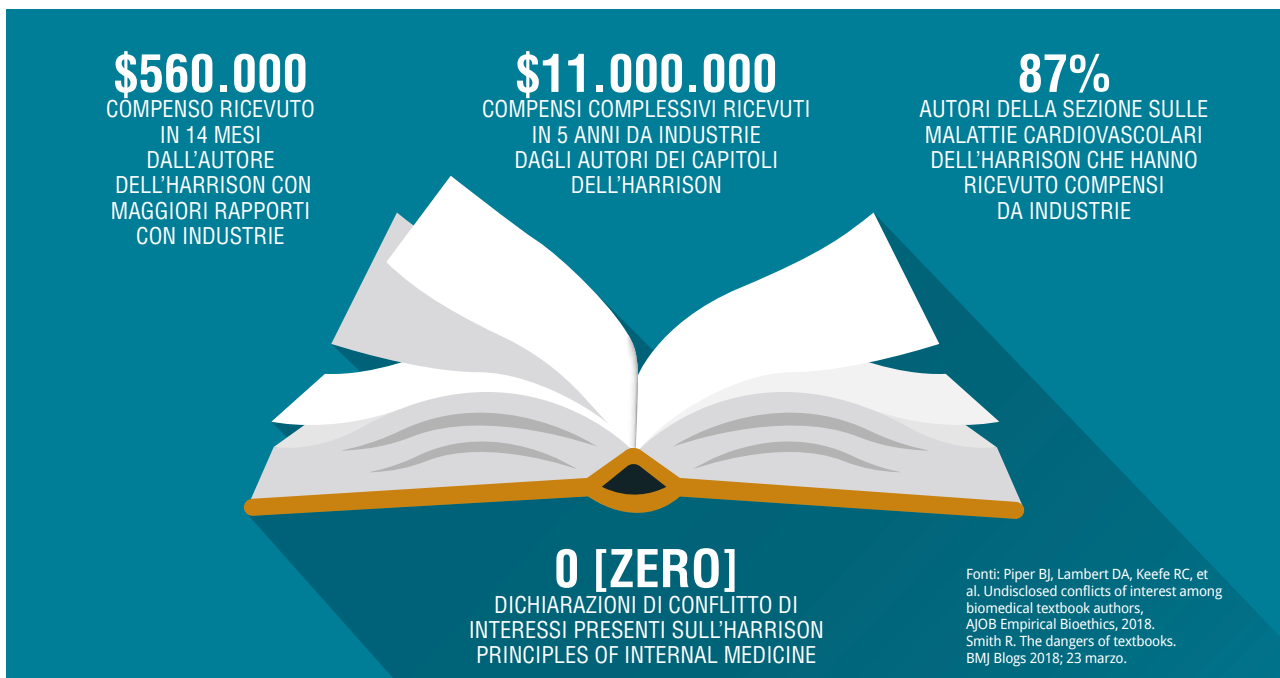 $560.000
COMPENSO RICEVUTO
IN 14 MESI
DALL'AUTORE
DELL'HARRISON CON
MAGGIORI RAPPORTI
CON INDUSTRIE
$11.000.000
COMPENSI COMPLESSIVI RICEVUTI
IN 5 ANNI DA INDUSTRIE
DAGLI AUTORI DEI CAPITOLI
DELL'HARRISON
87%
AUTORI DELLA SEZIONE SULLE
MALATTIE CARDIOVASCOLARI
DELL'HARRISON CHE HANNO
RICEVUTO COMPENSI
DA INDUSTRIE
0 [ZERO]
DICHIARAZIONI DI CONFLITTO DI
INTERESSI PRESENTI SULL'HARRISON
PRINCIPLES OF INTERNAL MEDICINE
Fonti: Piper BJ, Lambert DA, Keefe RC, et
al. Undisclosed conflicts of interest among
biomedical textbook authors,
AJOB Empirical Bioethics, 2018.
Smith R. The dangers of textbooks.
BMJ Blogs 2018; 23 marzo.